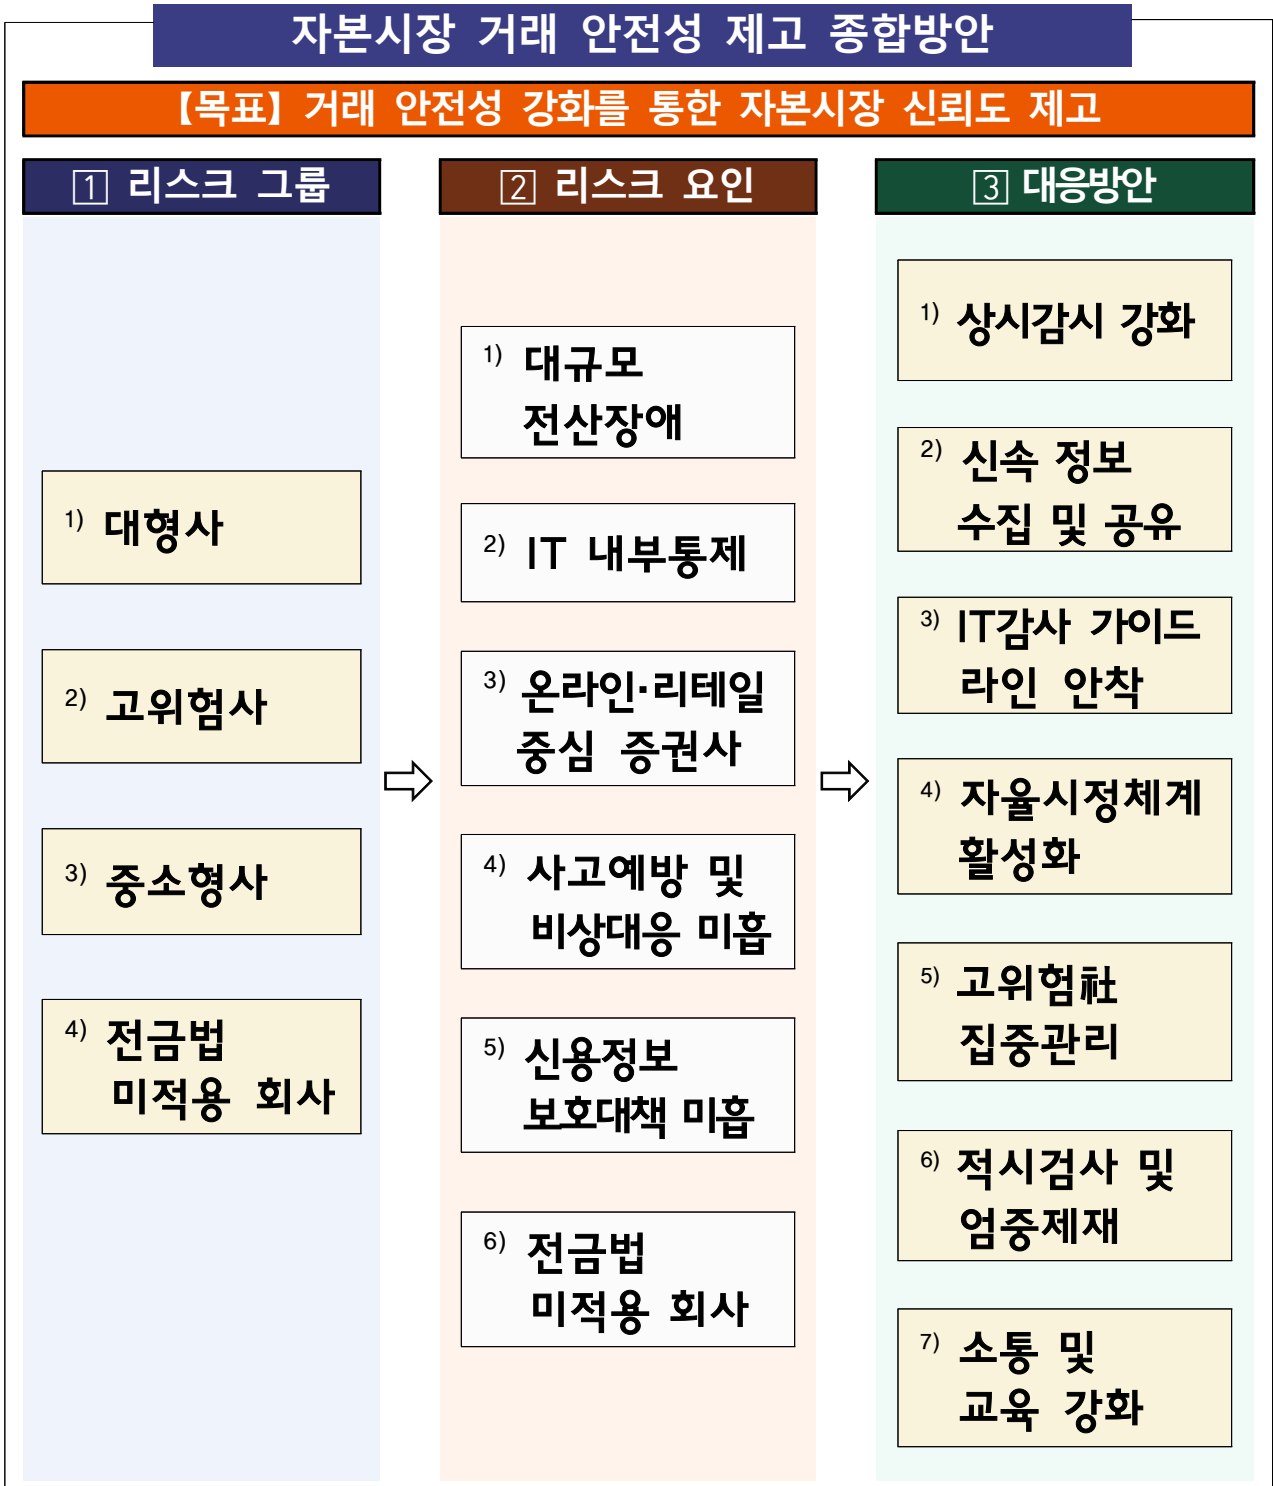 자본시장 거래 안전성 제고 종합방안
【목표】거래 안전성 강화를 통한 자본시장 신뢰도 제고
1 리스크 그룹
1) 대형사
2) 고위험사
3) 중소형사
4) 전금법
미적용 회사
2 리스크 요인
1) 대규모
전산장애
2) IT 내부통제
3) 온라인·리테일
중심 증권사
4) 사고예방 및
비상대응 미흡
5) 신용정보
보호대책 미흡
6) 전금법
미적용 회사
3 대응방안
1) 상시감시 강화
2) 신속 정보
수집 및 공유
3) IT감사 가이드
라인 안착
4) 자율시정체계
활성화
5) 고위험社
집중관리
6) 적시검사 및
엄중제재
7) 소통 및
교육 강화